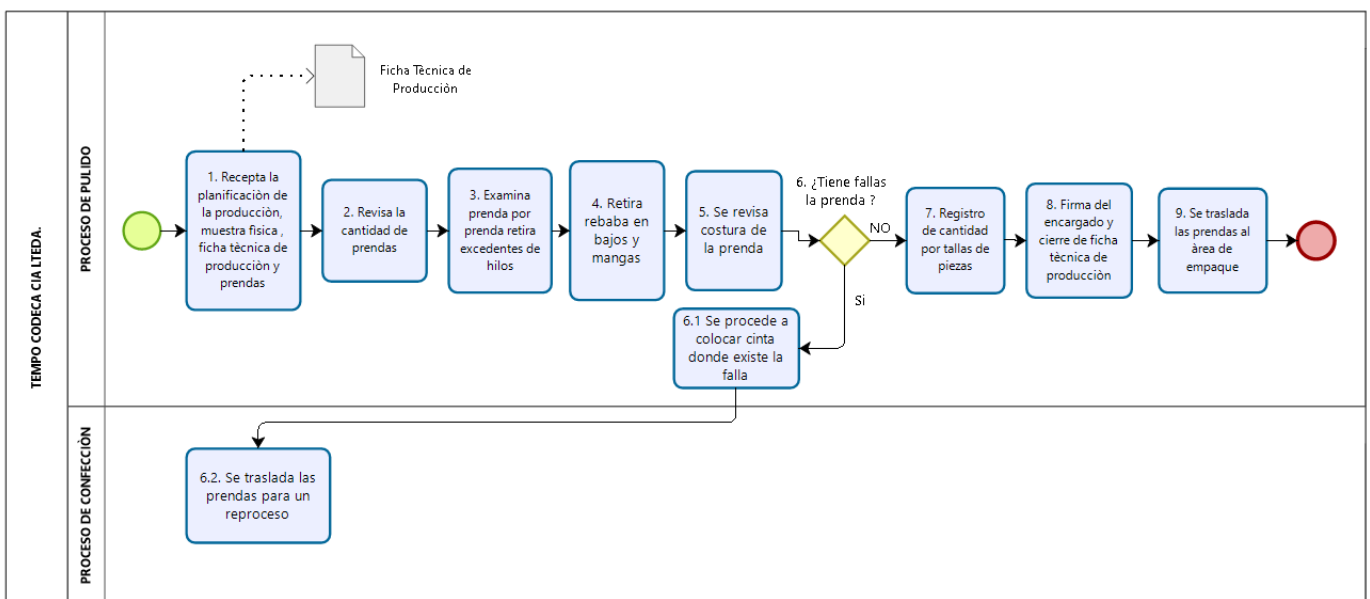 TEMPO CODECA CIA LTEDA.
PROCESO DE PULIDO
Ficha Tècnica de
Producciòn
1. Recepta la
planificaciòn de
la producciòn,
muestra fisica ,
ficha tècnica de
producciòn y
prendas
2. Revisa la
cantidad de
prendas
3. Examina
prenda por
prenda retira
excedentes de
hilos
4. Retira
rebaba en
bajos y
mangas
5. Se revisa
costura de
la prenda
6. ¿Tiene fallas
la prenda ?
NO
Si
7. Registro
de cantidad
por tallas de
piezas
8. Firma del
encargado y
cierre de ficha
tècnica de
producciòn
9. Se traslada
las prendas al
àrea de
empaque
6.1 Se procede a
colocar cinta
donde existe la
falla
PROCESO DE CONFECCIÒN
6.2. Se traslada las
prendas para un
reproceso